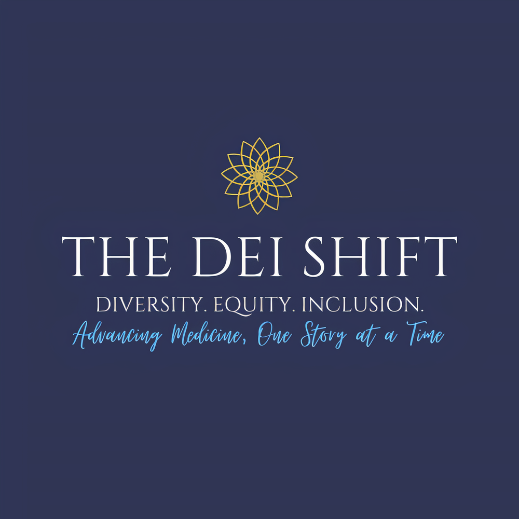 THE DEI SHIFT
DIVERSITY. EQUITY. INCLUSION.
Advancing Medicine, One Story at a Time